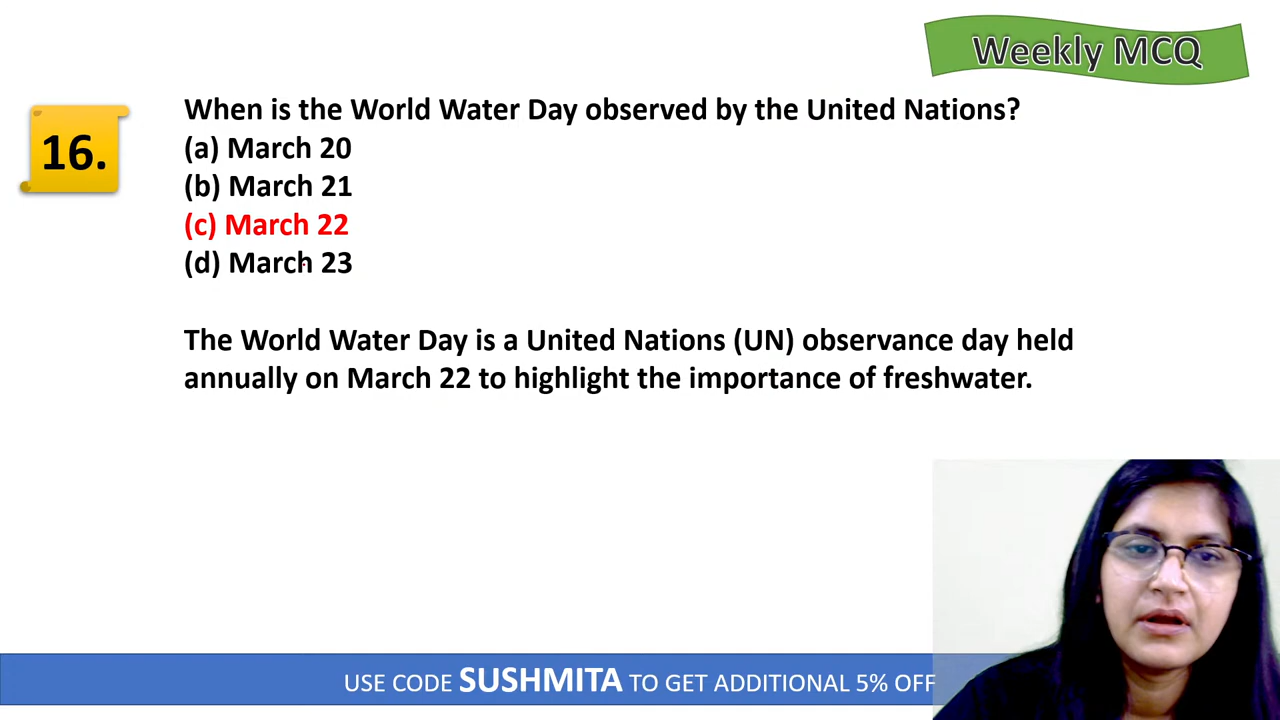 Weekly MCQ
16.
When is the World Water Day observed by the United Nations?
(a) March 20
(b) March 21
(c) March 22
(d) March 23
The World Water Day is a United Nations (UN) observance day held
annually on March 22 to highlight the importance of freshwater.
USE CODE SUSHMITA TO GET ADDITIONAL 5% OFF